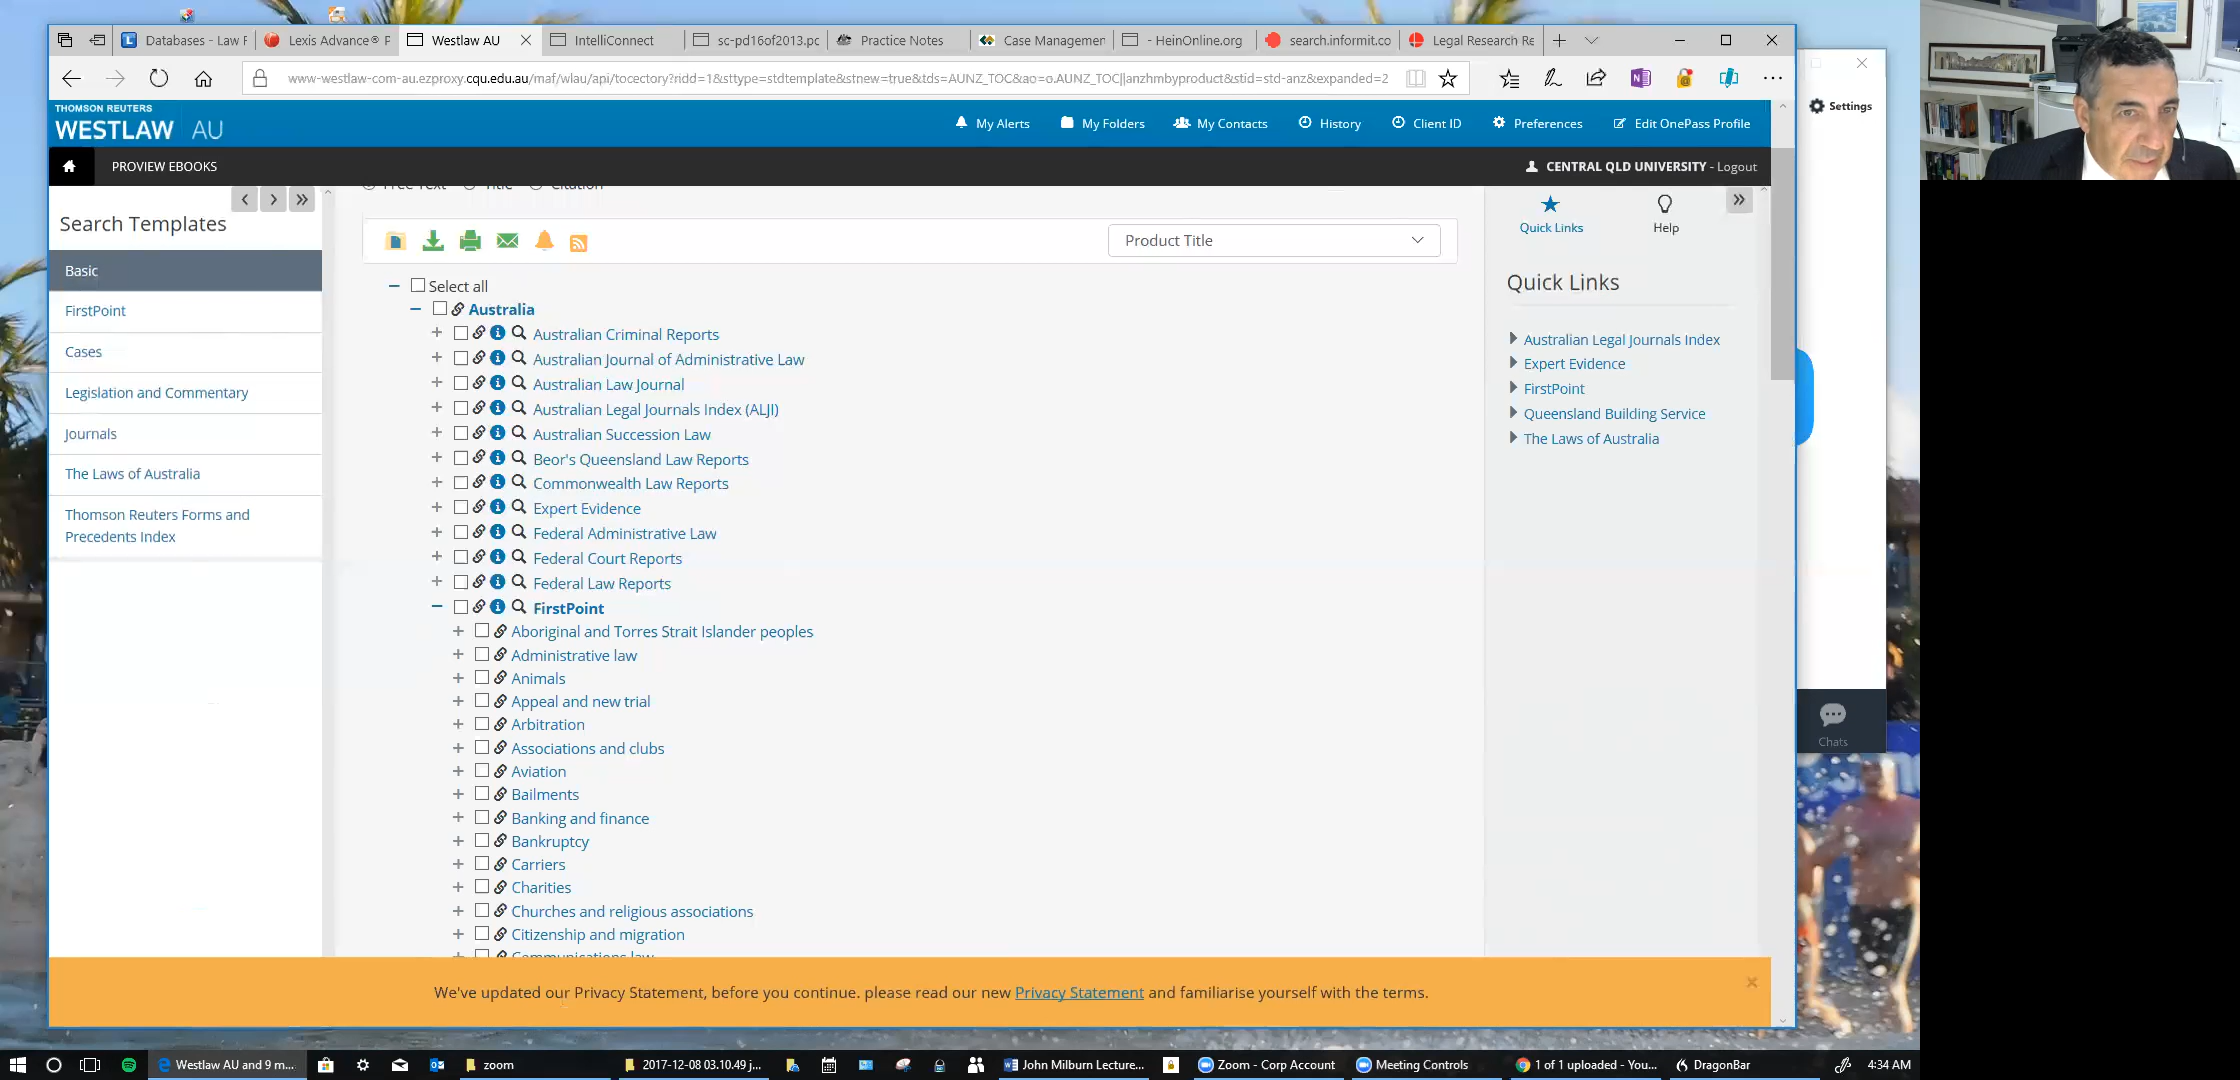 Databases - Law F
Lexis Advance® P
Westlaw AU
IntelliConnect
sc-pd16of2013.pc
Practice Notes
Case Managemen
- HeinOnline.org
search.informit.co
Legal Research Re
www-westlaw-com-au.ezproxy.cqu.edu.au/maf/wlau/api/tocectory?ridd=1&sttype=stdtemplate&stnew=true&tds=AUNZ_TOC&ao=o.AUNZ_TOC||anzhmbyproduct&stid=std-anz&expanded=2
Settings
THOMSON REUTERS
WESTLAW AU
My Alerts
My Folders
My Contacts
History
Client ID
Preferences
Edit OnePass Profile
PROVIEW EBOOKS
CENTRAL QLD UNIVERSITY - Logout
Search Templates
Basic
FirstPoint
Cases
Legislation and Commentary
Journals
The Laws of Australia
Thomson Reuters Forms and
Precedents Index
Free Text
Title
Citation
Product Title
Select all
Australia
Australian Criminal Reports
Australian Journal of Administrative Law
Australian Law Journal
Australian Legal Journals Index (ALJI)
Australian Succession Law
Beor's Queensland Law Reports
Commonwealth Law Reports
Expert Evidence
Federal Administrative Law
Federal Court Reports
Federal Law Reports
FirstPoint
Aboriginal and Torres Strait Islander peoples
Administrative law
Animals
Appeal and new trial
Arbitration
Associations and clubs
Aviation
Bailments
Banking and finance
Bankruptcy
Carriers
Charities
Churches and religious associations
Citizenship and migration
Communications law
Quick Links
Help
Quick Links
Australian Legal Journals Index
Expert Evidence
FirstPoint
Queensland Building Service
The Laws of Australia
Chats
We've updated our Privacy Statement, before you continue. please read our new Privacy Statement and familiarise yourself with the terms.
Westlaw AU and 9 m...
zoom
2017-12-08 03.10.49 j...
John Milburn Lecture...
Zoom - Corp Account
Meeting Controls
1 of 1 uploaded - You...
DragonBar
4:34 AM